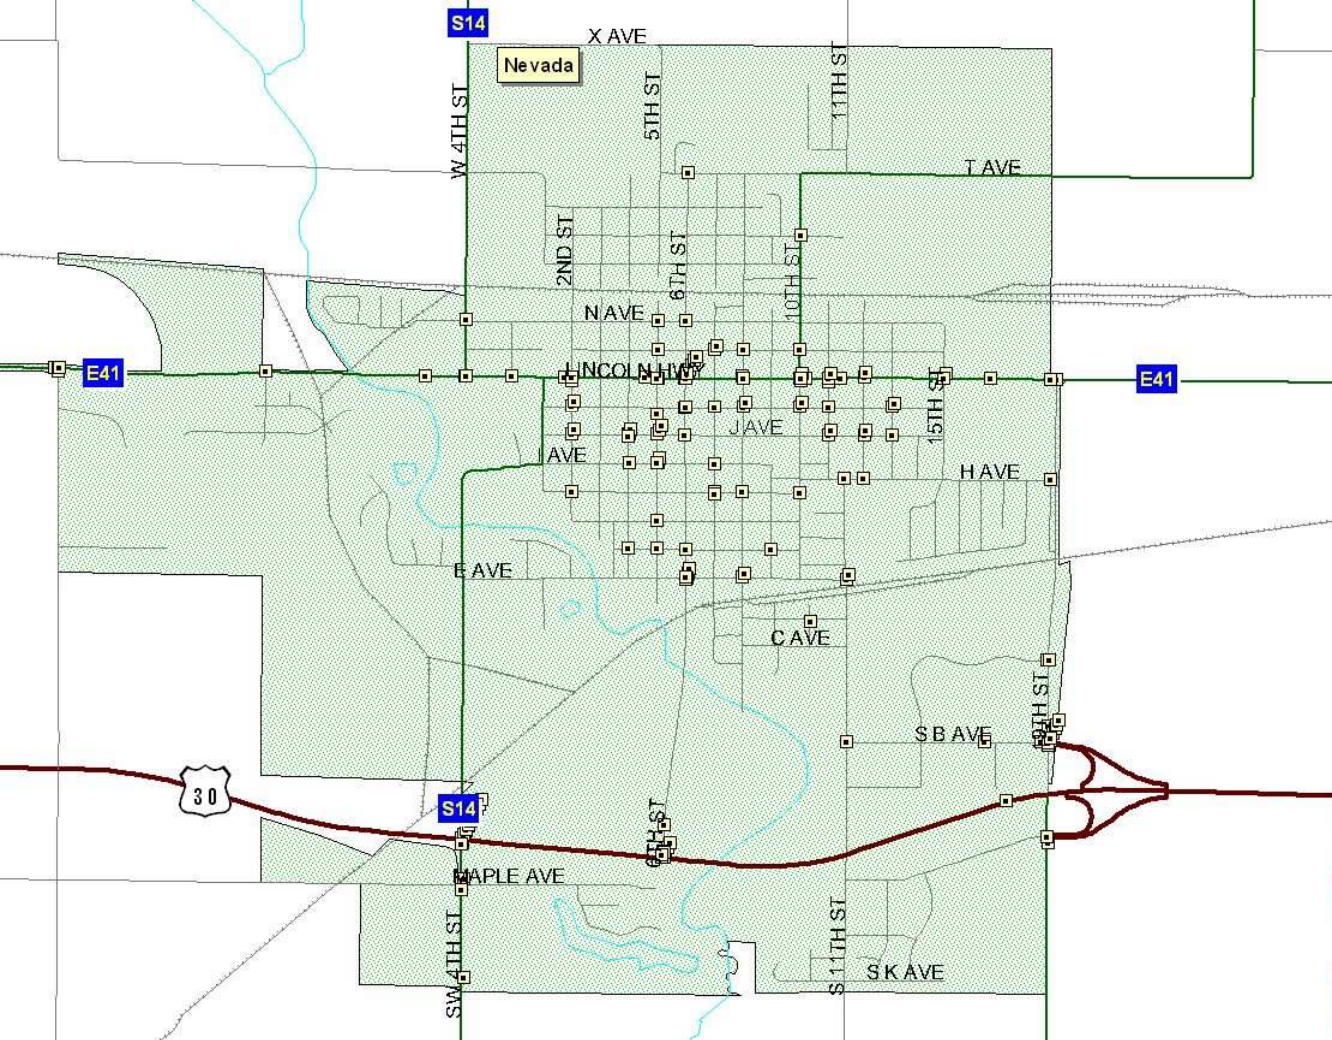 S14
X AVE
Nevada
W 4TH ST
5TH ST
11TH ST
T AVE
2ND ST
6TH ST
10TH ST
N AVE
E41
LINCOLN HWY
E41
15TH ST
J AVE
AVE
H AVE
E AVE
C AVE
19TH ST
S B AVE
30
S14
6TH ST
MAPLE AVE
SW 4TH ST
S 11TH ST
S K AVE